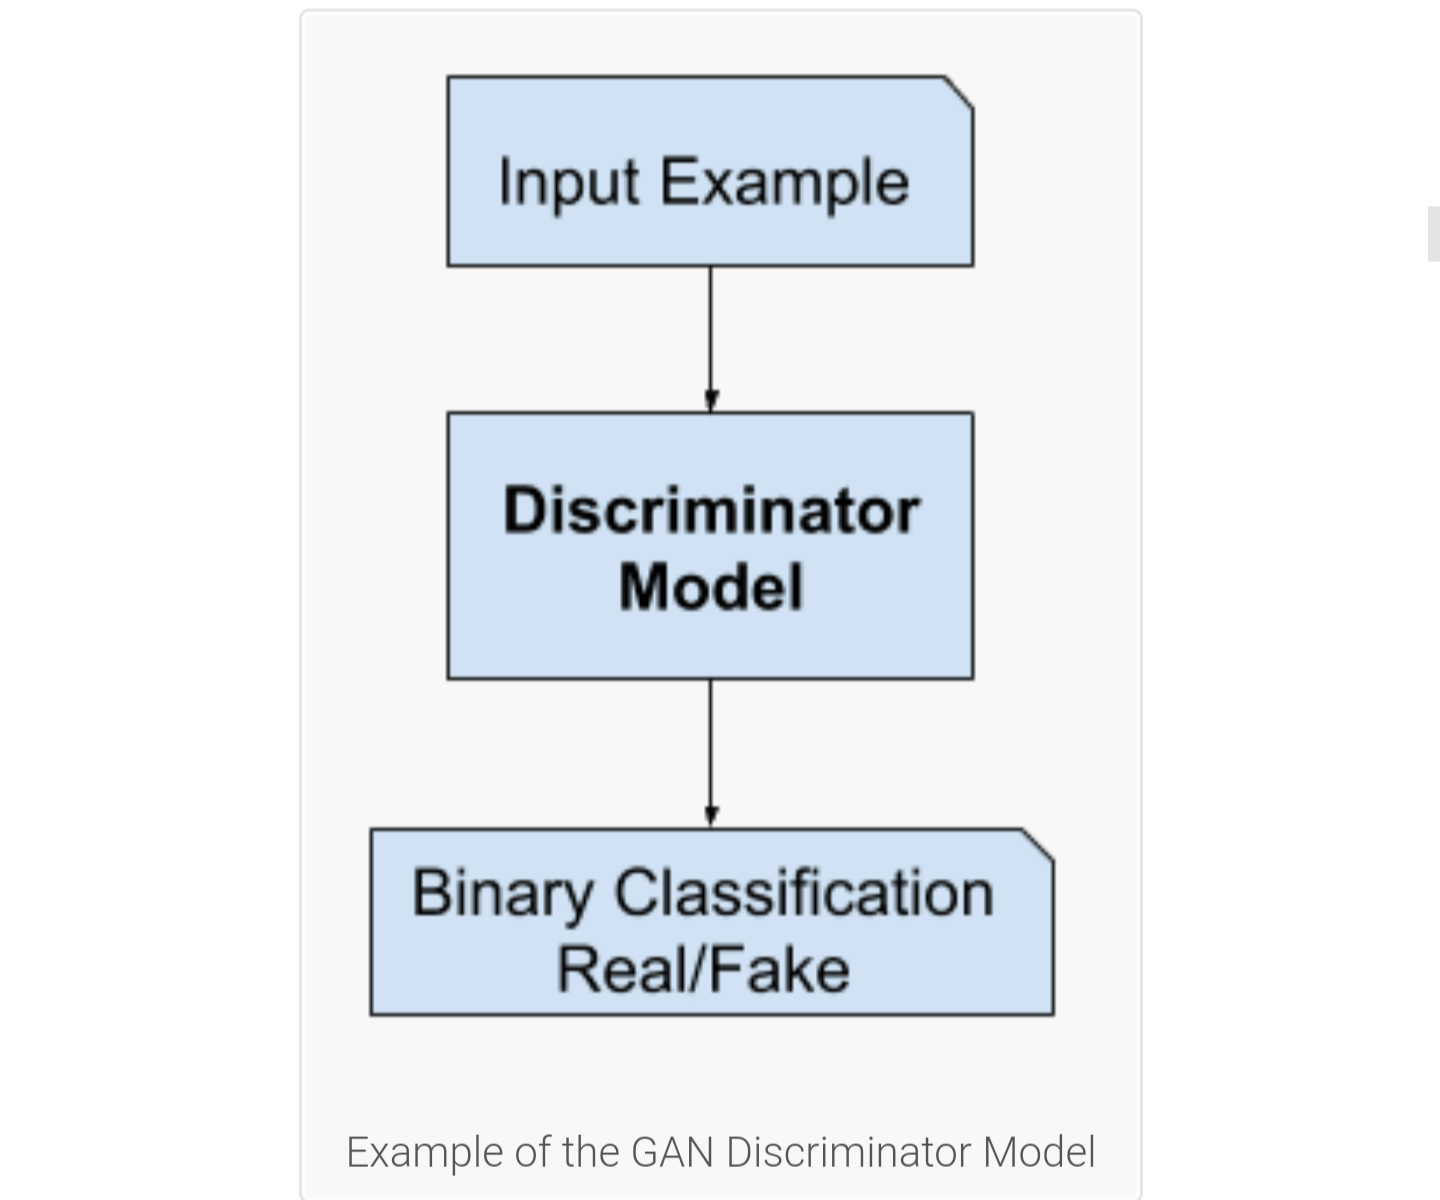 Input Example
Discriminator
Model
Binary Classification
Real/Fake
Example of the GAN Discriminator Model